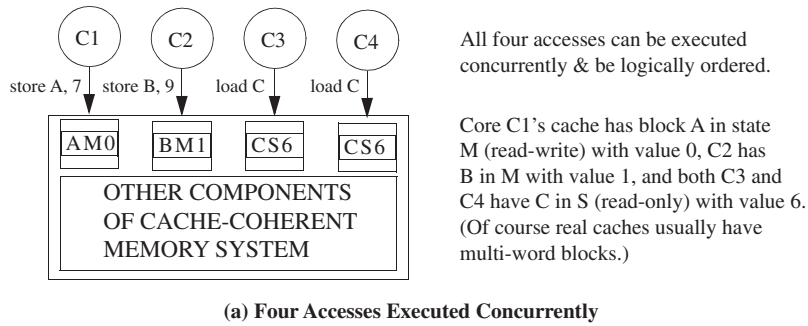 C1 C2 C3 C4
store A, 7 store B, 9 load C load C
AM0 BM1 CS6 CS6
OTHER COMPONENTS
OF CACHE-COHERENT
MEMORY SYSTEM
All four accesses can be executed
concurrently & be logically ordered.
Core C1's cache has block A in state
M (read-write) with value 0, C2 has
B in M with value 1, and both C3 and
C4 have C in S (read-only) with value 6.
(Of course real caches usually have
multi-word blocks.)
(a) Four Accesses Executed Concurrently